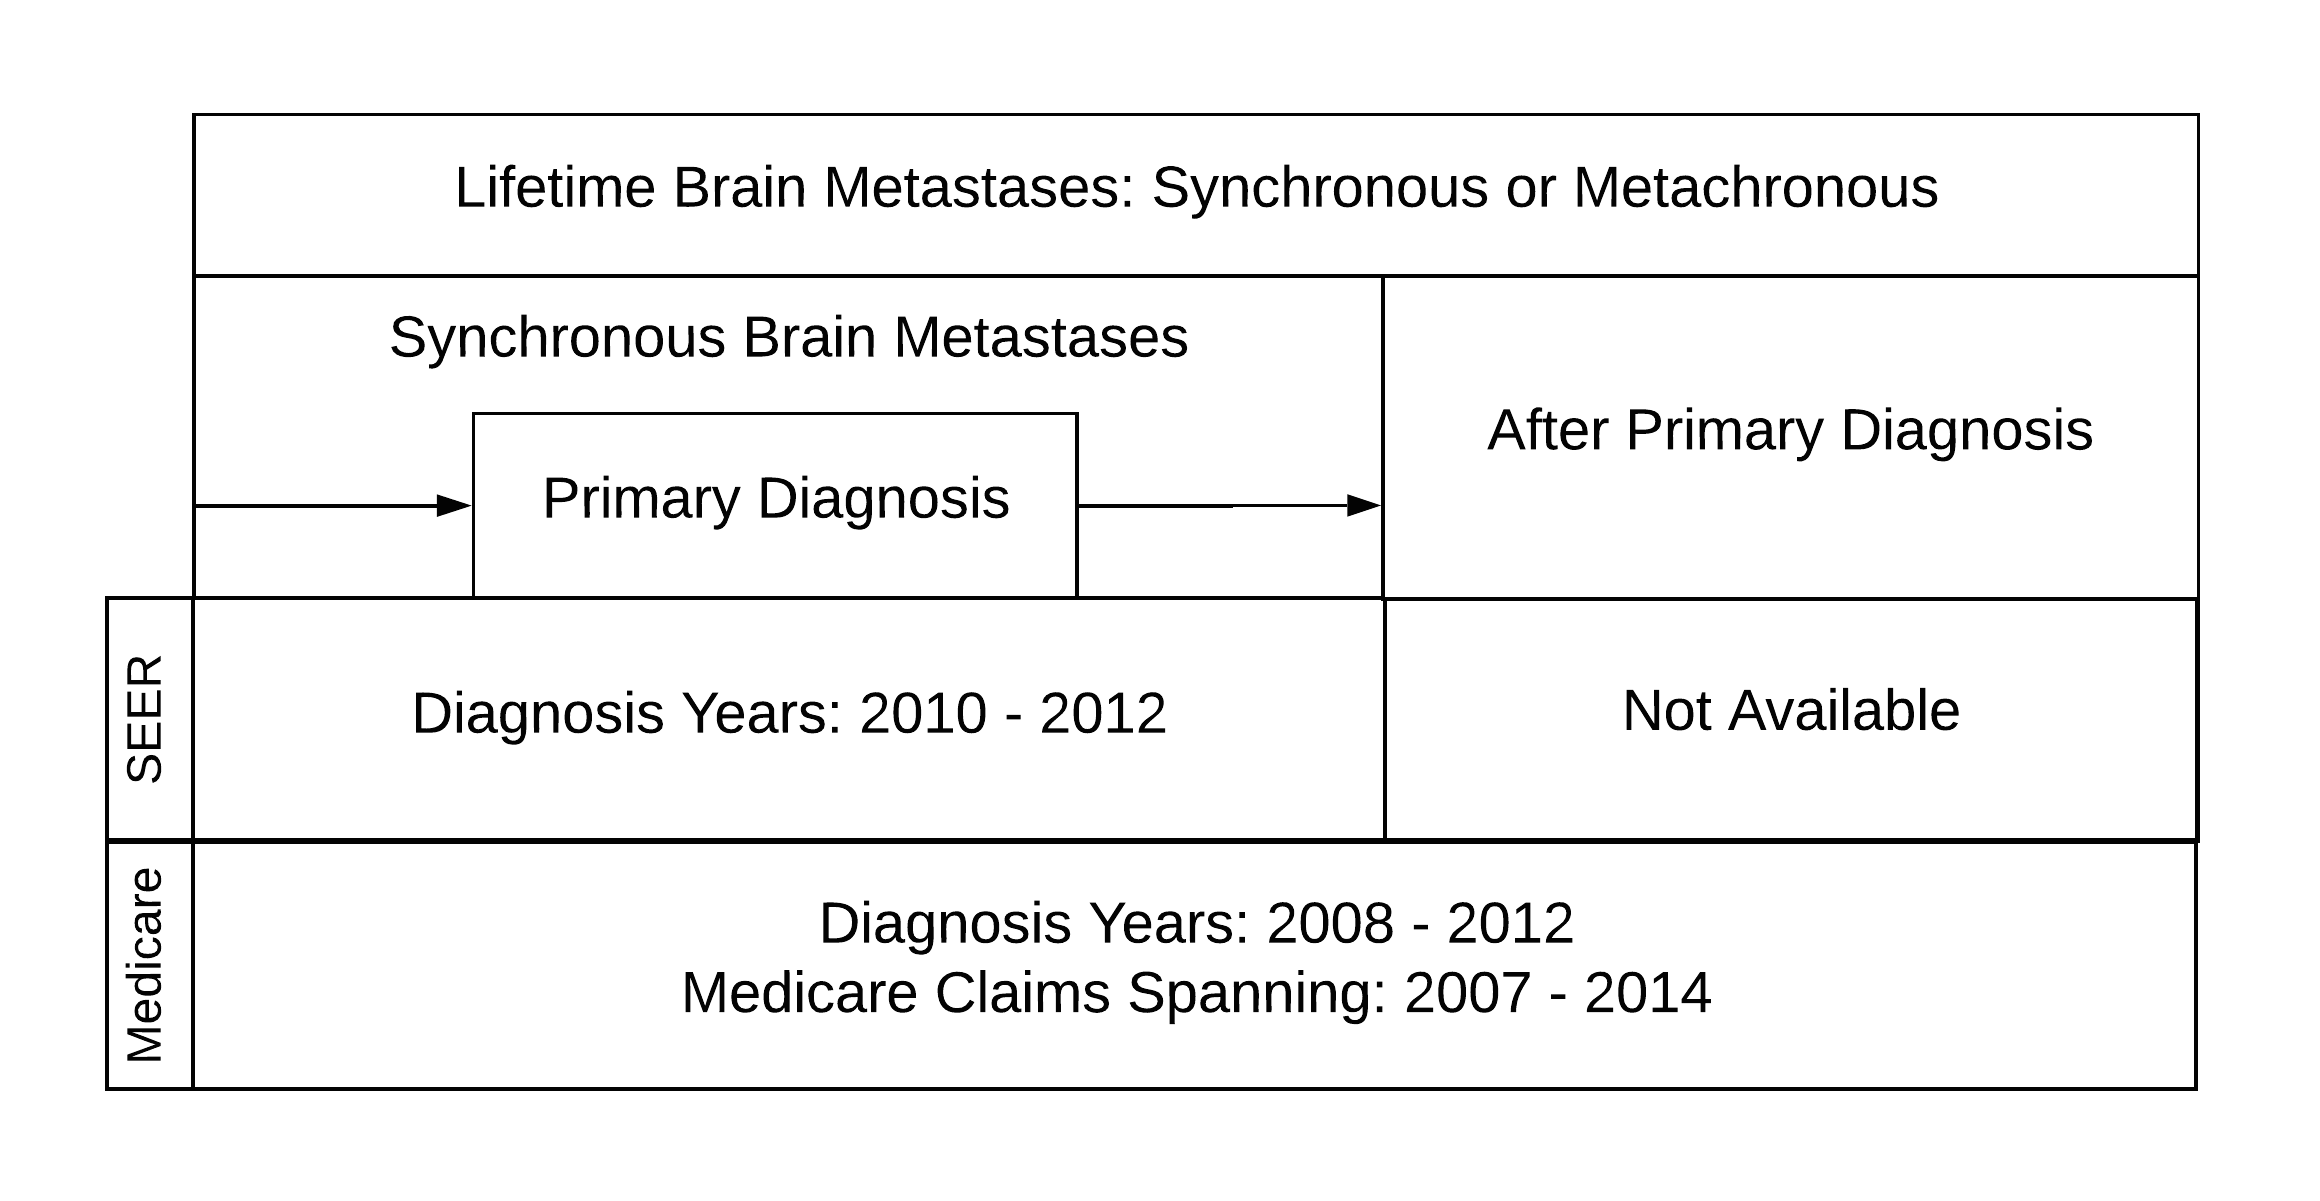 Lifetime Brain Metastases: Synchronous or Metachronous
Synchronous Brain Metastases
Primary Diagnosis
After Primary Diagnosis
SEER
Diagnosis Years: 2010 - 2012
Not Available
Medicare
Diagnosis Years: 2008 - 2012
Medicare Claims Spanning: 2007 - 2014